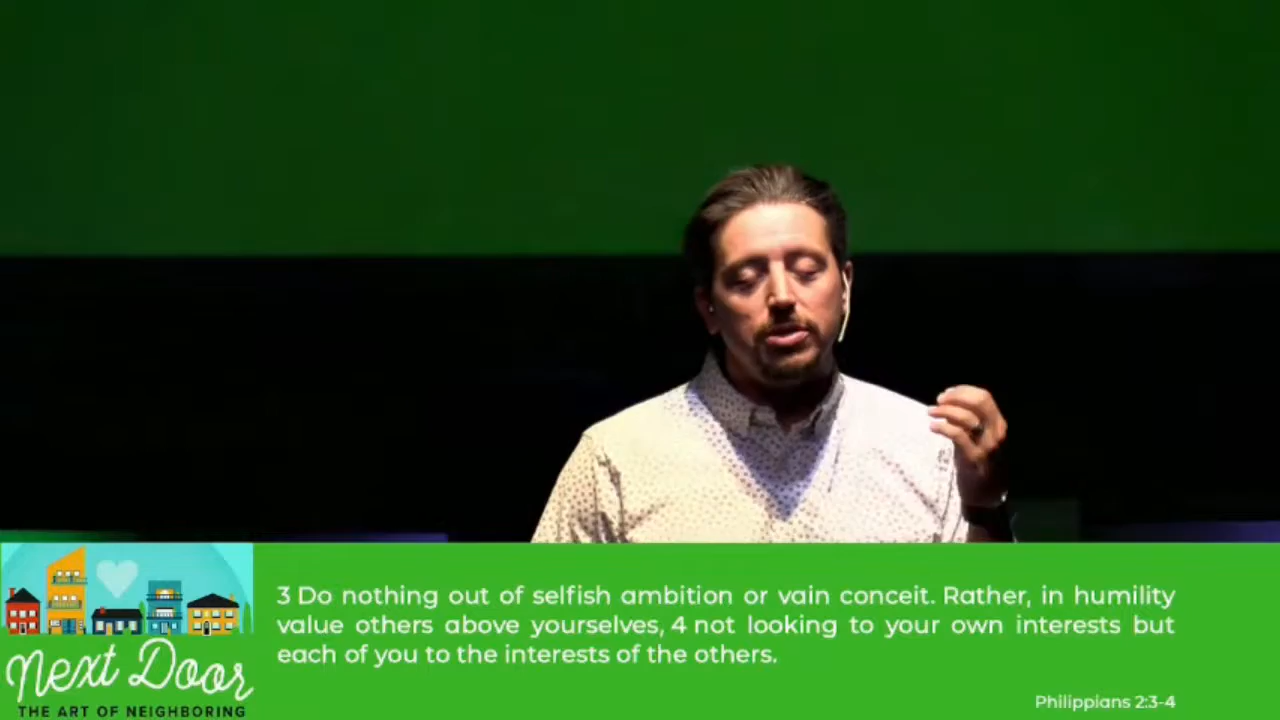 3 Do nothing out of selfish ambition or vain conceit. Rather, in humility
value others above yourselves, 4 not looking to your own interests but
each of you to the interests of the others.
Philippians 2:3-4
Next Door
THE ART OF NEIGHBORING